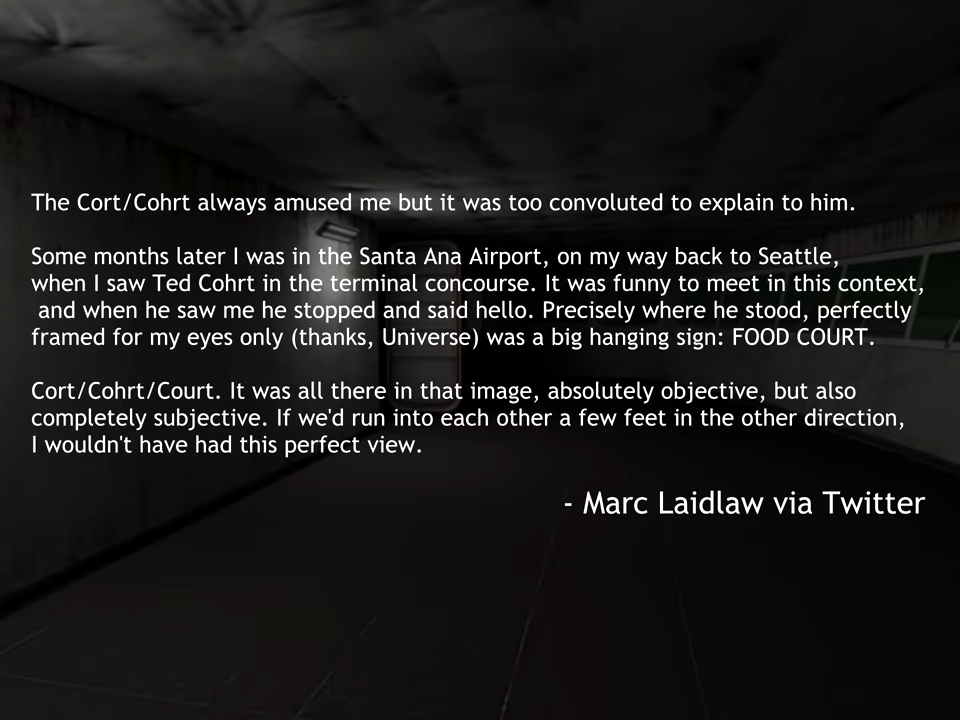 The Cort/Cohrt always amused me but it was too convoluted to explain to him.
Some months later I was in the Santa Ana Airport, on my way back to Seattle,
when I saw Ted Cohrt in the terminal concourse. It was funny to meet in this context,
and when he saw me he stopped and said hello. Precisely where he stood, perfectly
framed for my eyes only (thanks, Universe) was a big hanging sign: FOOD COURT.
Cort/Cohrt/Court. It was all there in that image, absolutely objective, but also
completely subjective. If we'd run into each other a few feet in the other direction,
I wouldn't have had this perfect view.
- Marc Laidlaw via Twitter